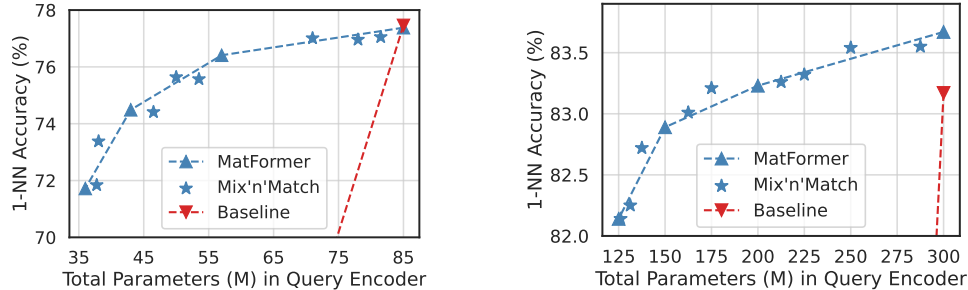 78
76
74
72
70
1-NN Accuracy (%)
MatFormer
Mix'n'Match
Baseline
35 45 55 65 75 85
Total Parameters (M) in Query Encoder
83.5
83.0
82.5
82.0
1-NN Accuracy (%)
MatFormer
Mix'n'Match
Baseline
125 150 175 200 225 250 275 300
Total Parameters (M) in Query Encoder